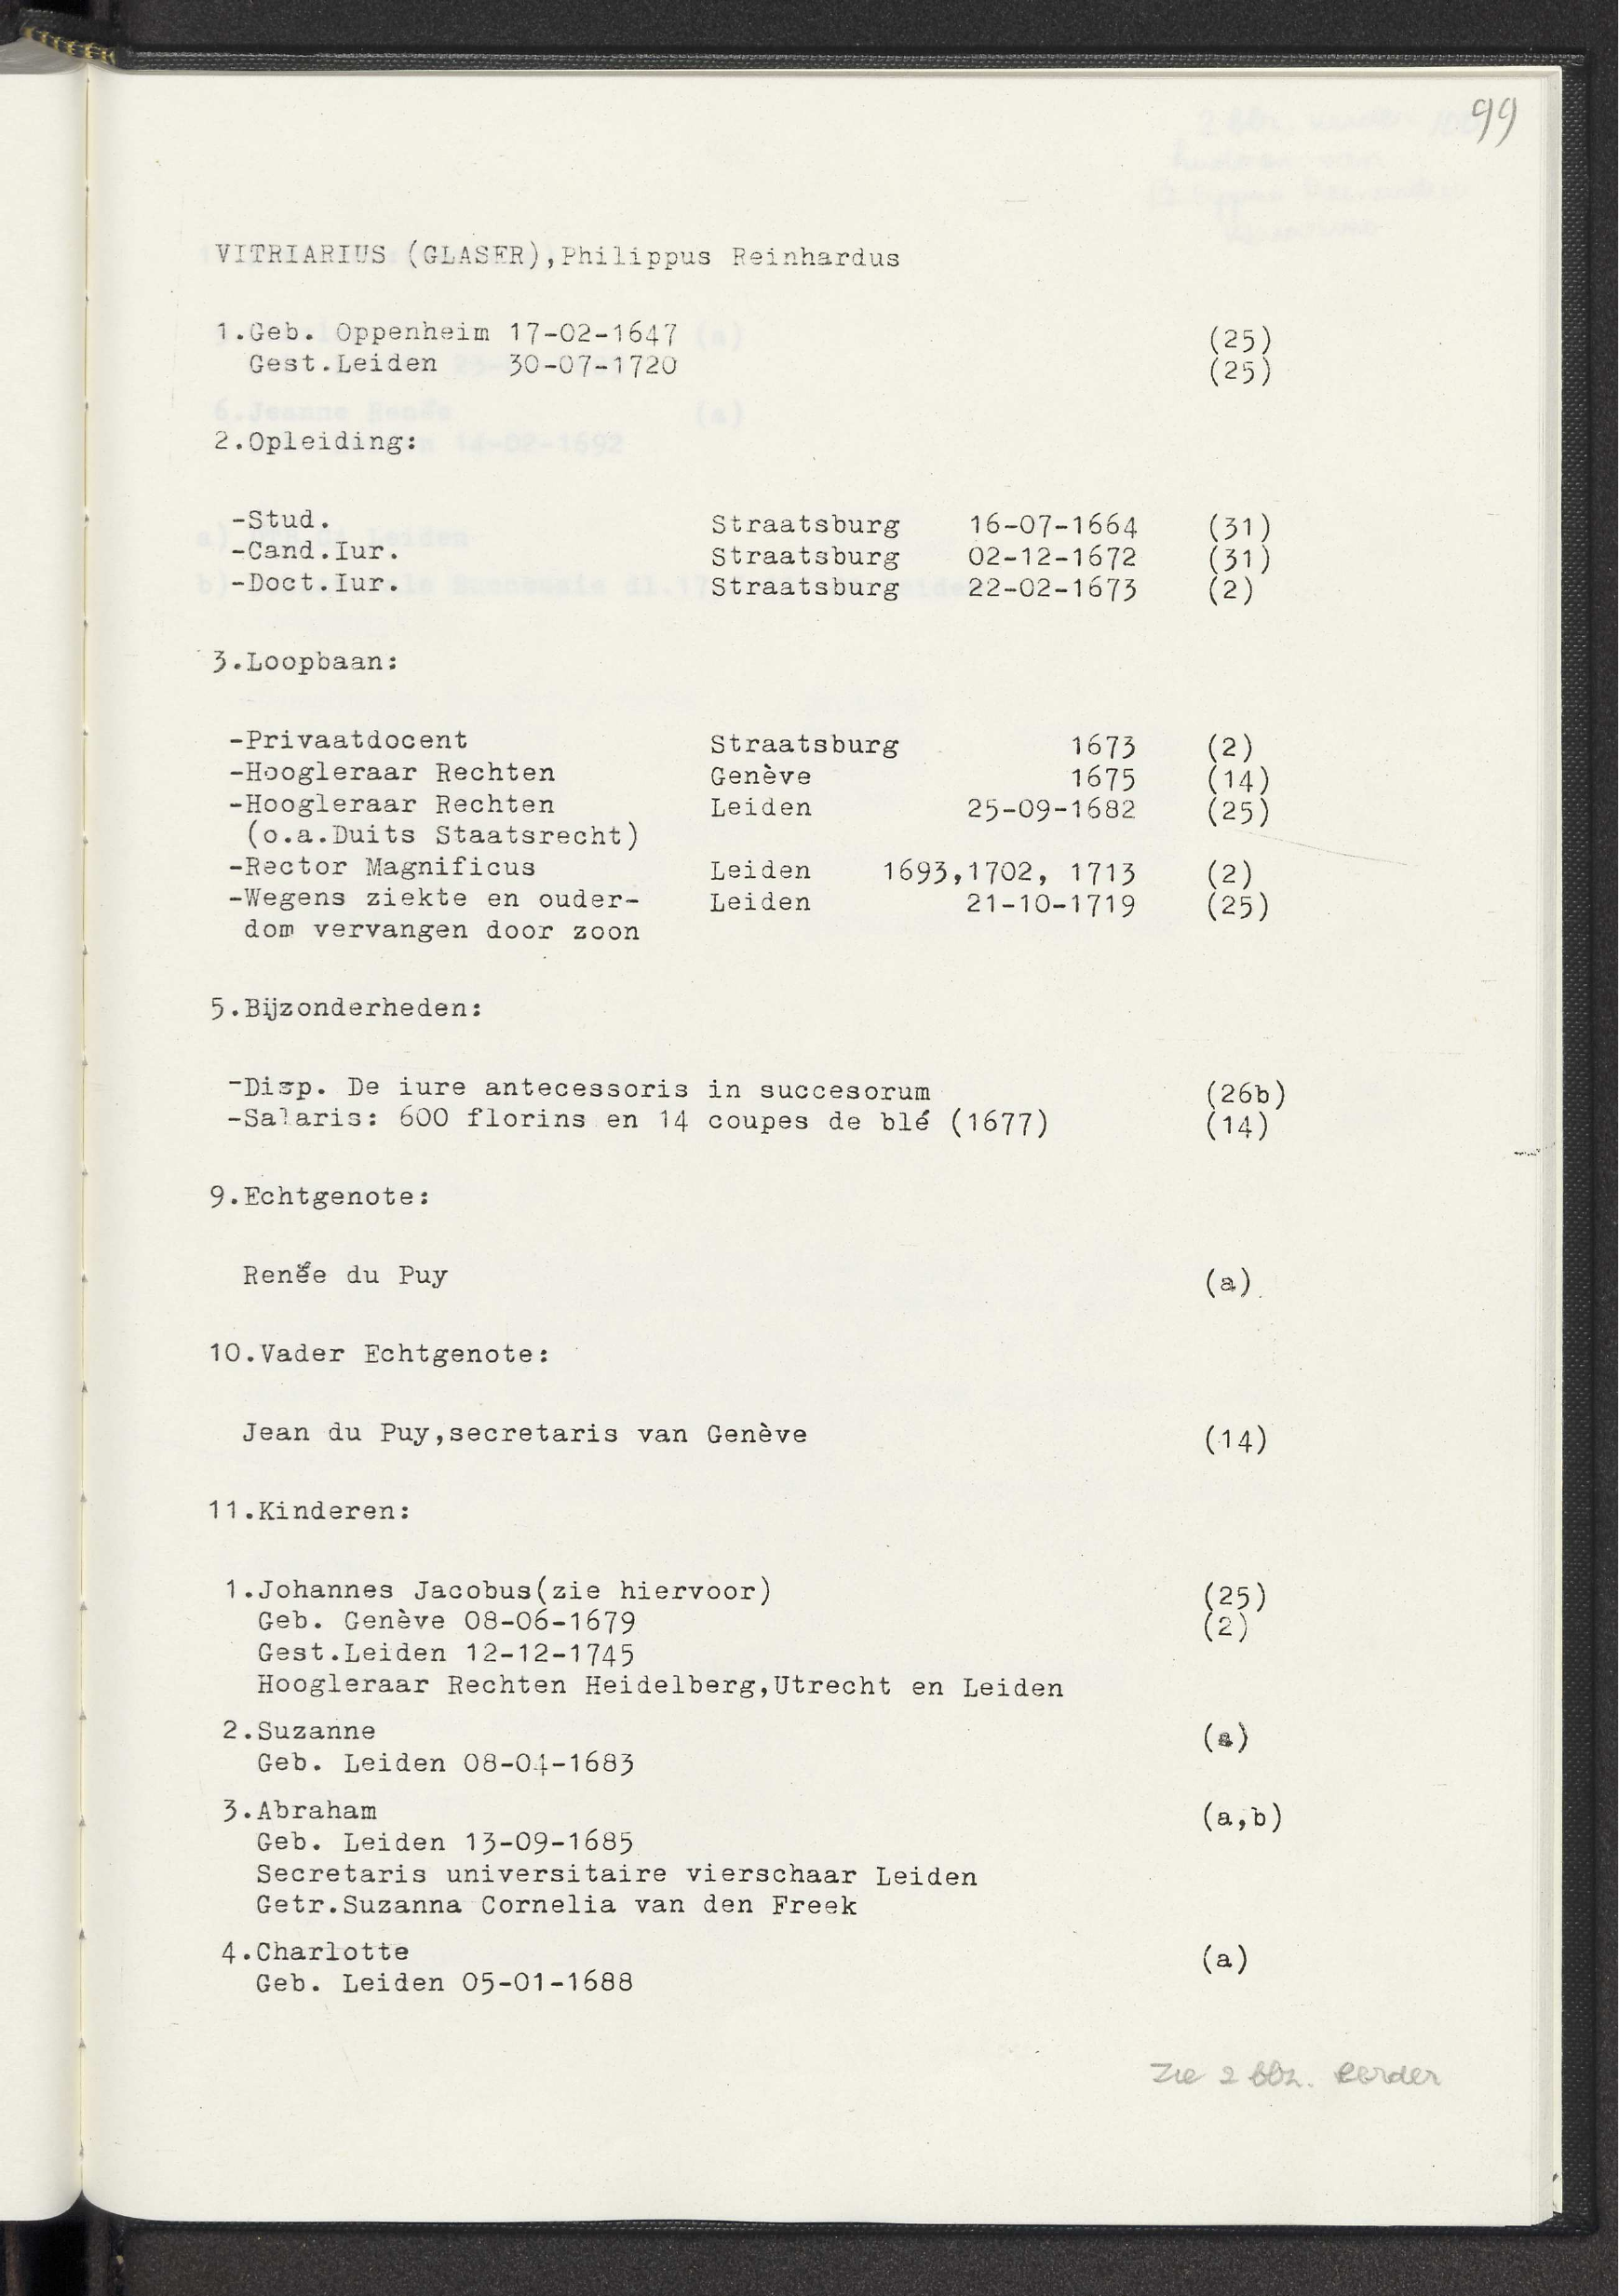 99
VITRIARIUS (GLASER),Philippus Reinhardus
1.Geb. Oppenheim 17-02-1647 (25)
Gest.Leiden 30-07-1720 (25)
2.Opleiding:
-Stud. Straatsburg 16-07-1664 (31)
-Cand.Iur. Straatsburg 02-12-1672 (31)
-Doct.Iur. Straatsburg 22-02-1673 (2)
3.Loopbaan:
-Privaatdocent Straatsburg 1673 (2)
-Hoogleraar Rechten Genève 1675 (14)
-Hoogleraar Rechten Leiden 25-09-1682 (25)
(o.a.Duits Staatsrecht)
-Rector Magnificus Leiden 1693,1702, 1713 (2)
-Wegens ziekte en ouder- Leiden 21-10-1719 (25)
dom vervangen door zoon
5.Bijzonderheden:
-Disp. De iure antecessoris in succesorum (26b)
-Salaris: 600 florins en 14 coupes de blé (1677) (14)
9.Echtgenote:
Renée du Puy (a)
10.Vader Echtgenote:
Jean du Puy,secretaris van Genève (14)
11.Kinderen:
1.Johannes Jacobus(zie hiervoor) (25)
Geb. Genève 08-06-1679 (2)
Gest.Leiden 12-12-1745
Hoogleraar Rechten Heidelberg,Utrecht en Leiden
2.Suzanne (a)
Geb. Leiden 08-04-1683
3.Abraham (a,b)
Geb. Leiden 13-09-1685
Secretaris universitaire vierschaar Leiden
Getr.Suzanna Cornelia van den Freek
4.Charlotte (a)
Geb. Leiden 05-01-1688
Zie 2 blz. eerder